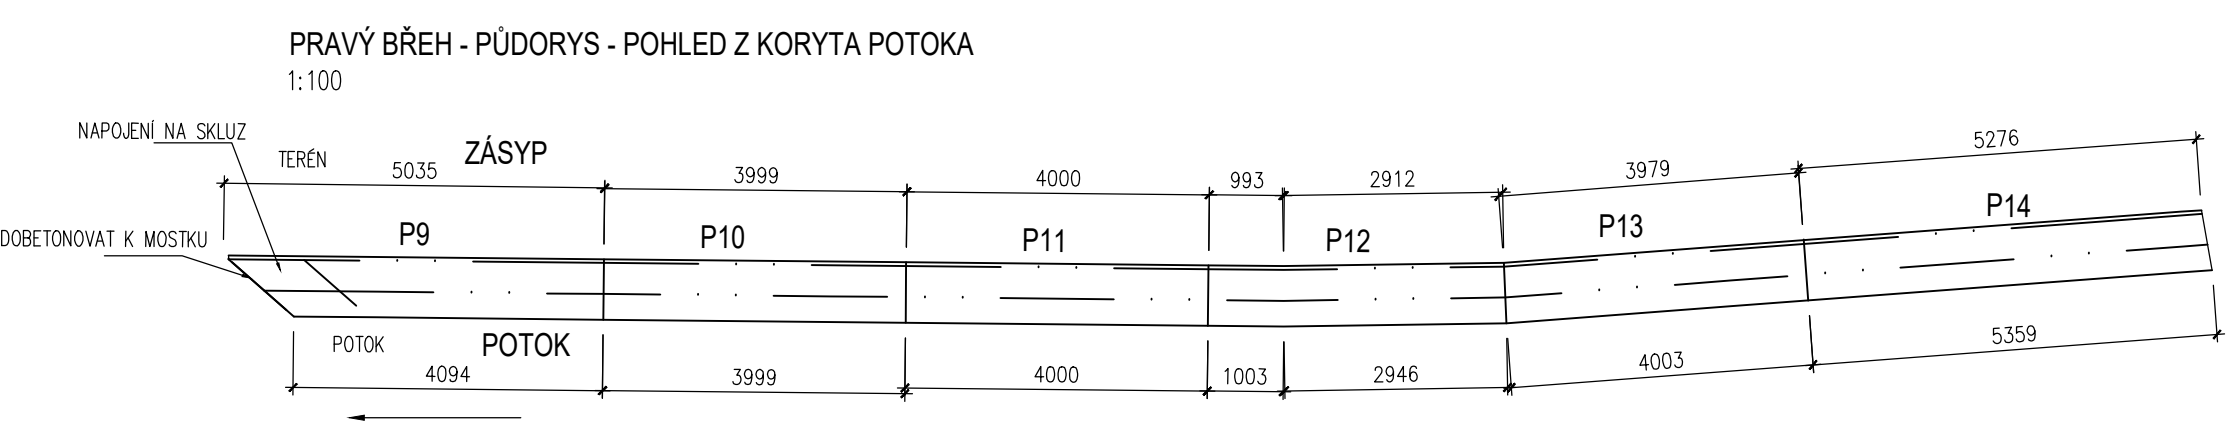 PRAVÝ BŘEH - PŮDORYS - POHLED Z KORYTA POTOKA
1:100
NAPOJENÍ NA SKLUZ
TERÉN
ZÁSYP
5035
3999
4000
993
2912
3979
5276
DOBETONOVAT K MOSTKU
P9
P10
P11
P12
P13
P14
POTOK
POTOK
4094
3999
4000
1003
2946
4003
5359